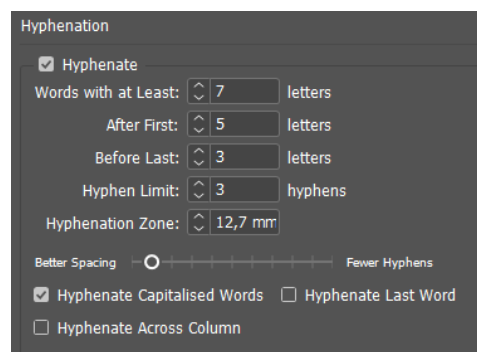 Hyphenation
Hyphenate
Words with at Least: 7 letters
After First: 5 letters
Before Last: 3 letters
Hyphen Limit: 3 hyphens
Hyphenation Zone: 12,7 mm
Better Spacing Fewer Hyphens
Hyphenate Capitalised Words Hyphenate Last Word
Hyphenate Across Column